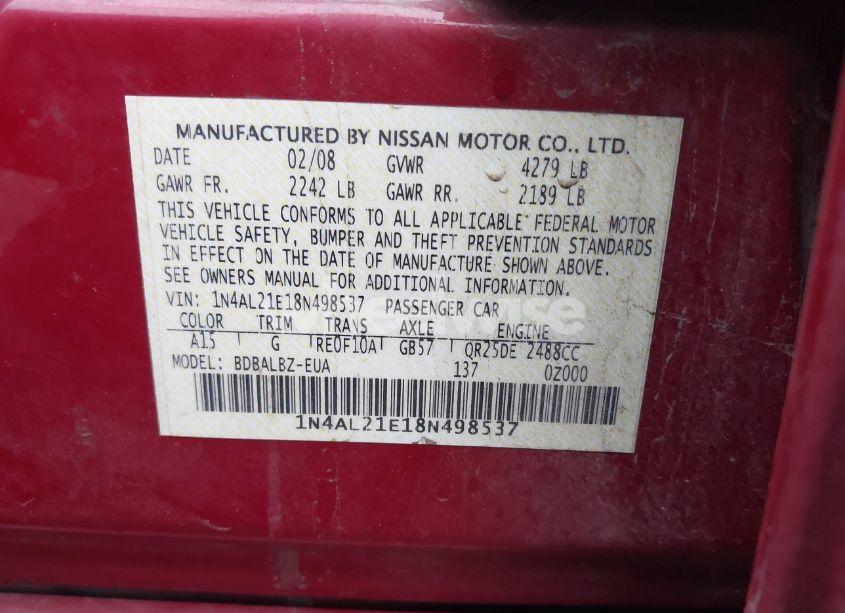 MANUFACTURED BY NISSAN MOTOR CO., LTD.
DATE 02/08 GVWR 4279 LB
GAWR FR. 2242 LB GAWR RR. 2189 LB
THIS VEHICLE CONFORMS TO ALL APPLICABLE FEDERAL MOTOR
VEHICLE SAFETY, BUMPER AND THEFT PREVENTION STANDARDS
IN EFFECT ON THE DATE OF MANUFACTURE SHOWN ABOVE.
SEE OWNERS MANUAL FOR ADDITIONAL INFORMATION.
VIN: 1N4AL21E18N498537 PASSENGER CAR
COLOR TRIM TRANS AXLE ENGINE
A15 G RE0F10A GB57 QR25DE 2488CC
MODEL: BDBALBZ-EUA 137 0Z000
1N4AL21E18N498537